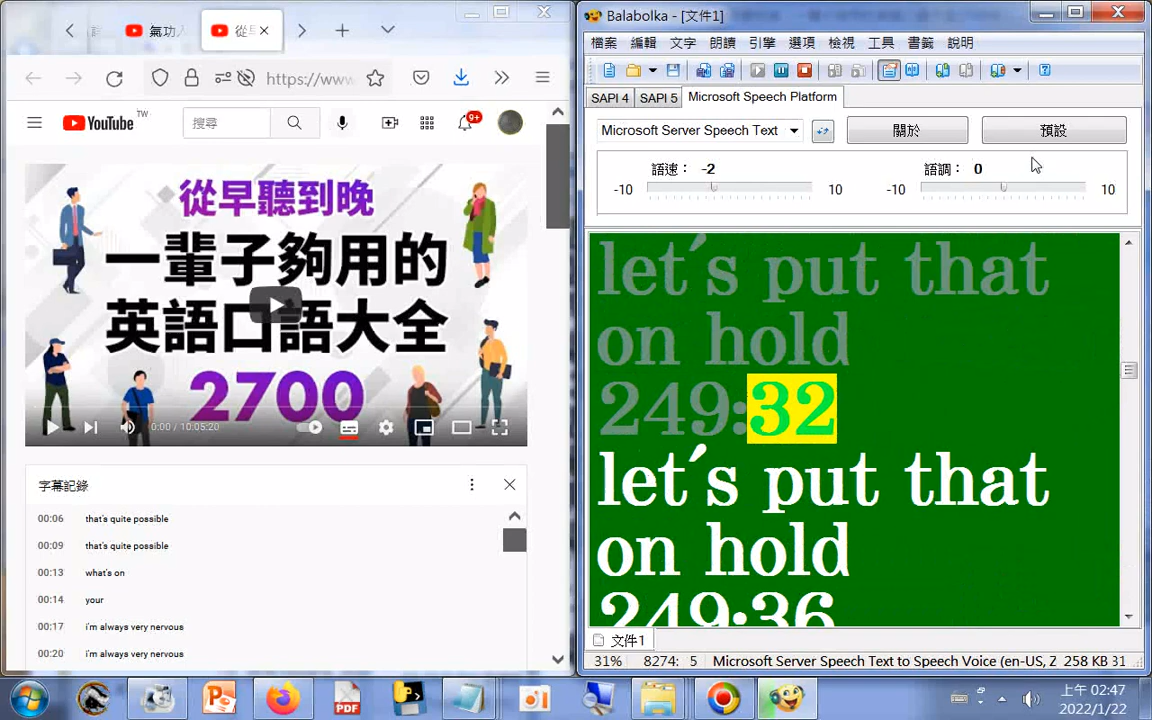 氣功
從
https://www
YouTube TW
搜尋
9+
從早聽到晚
一輩子夠用的
英語口語大全
2700
0:00 / 10:05:20
字幕記錄
00:06 that's quite possible
00:09 that's quite possible
00:13 what's on
00:14 your
00:17 i'm always very nervous
00:20 i'm always very nervous
Balabolka - [文件1]
檔案 編輯 文字 朗讀 引擎 選項 檢視 工具 書籤 說明
SAPI 4 SAPI 5 Microsoft Speech Platform
Microsoft Server Speech Text 關於 預設
語速： -2 語調： 0
-10 10 -10 10
let´s put that
on hold
249:32
let´s put that
on hold
249:36
文件1
31% 8274: 5 Microsoft Server Speech Text to Speech Voice (en-US, Z 258 KB 31
PDF
上午 02:47
2022/1/22